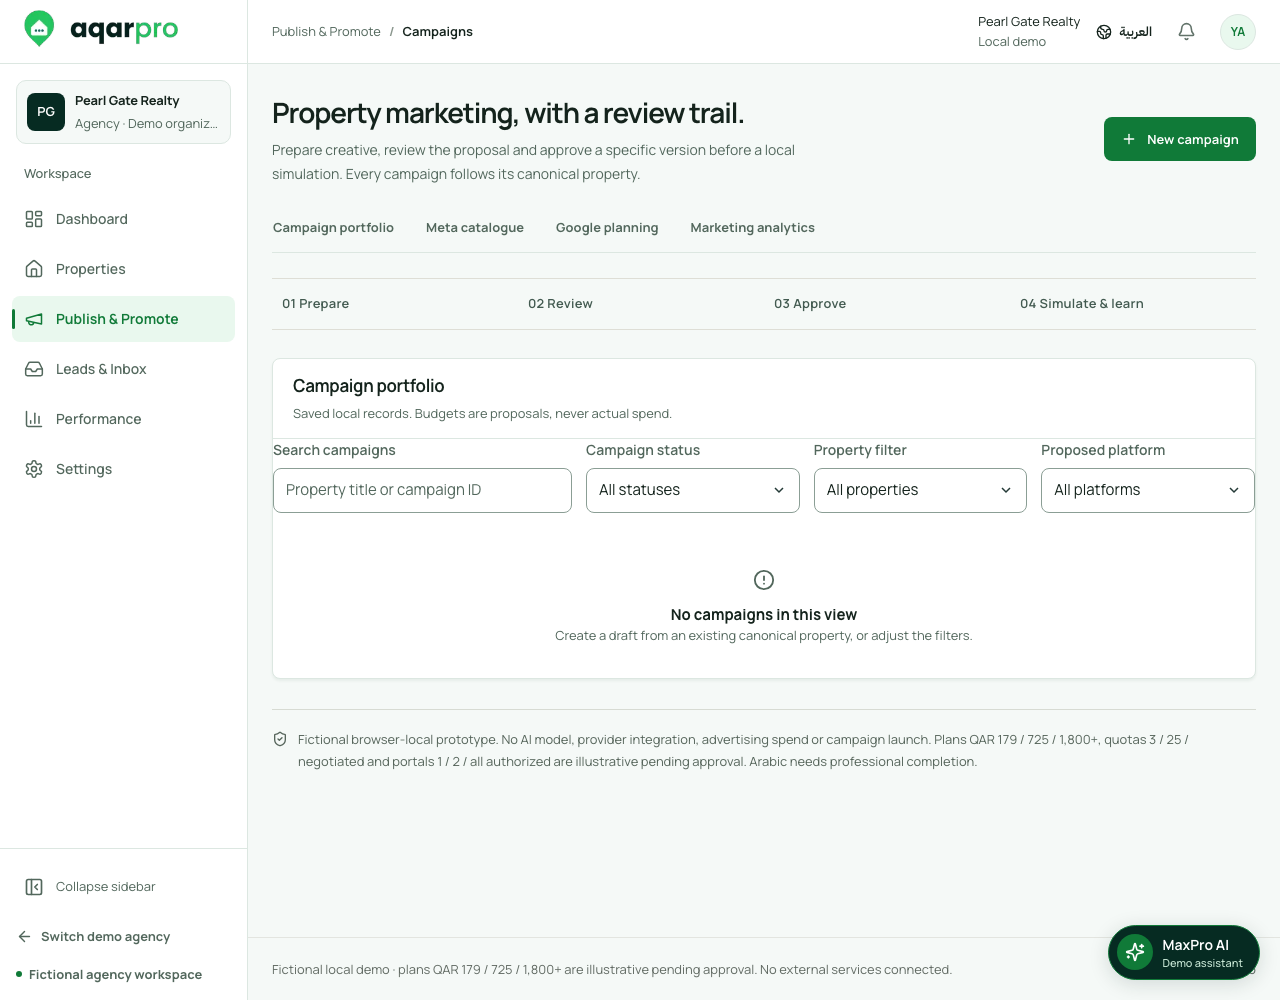 aqarpro
Publish & Promote / Campaigns
Pearl Gate Realty
Local demo
العربية
YA
PG
Pearl Gate Realty
Agency · Demo organiz...
Workspace
Dashboard
Properties
Publish & Promote
Leads & Inbox
Performance
Settings
Collapse sidebar
Switch demo agency
Fictional agency workspace
Property marketing, with a review trail.
Prepare creative, review the proposal and approve a specific version before a local
simulation. Every campaign follows its canonical property.
New campaign
Campaign portfolio Meta catalogue Google planning Marketing analytics
01 Prepare 02 Review 03 Approve 04 Simulate & learn
Campaign portfolio
Saved local records. Budgets are proposals, never actual spend.
Search campaigns Campaign status Property filter Proposed platform
Property title or campaign ID All statuses All properties All platforms
No campaigns in this view
Create a draft from an existing canonical property, or adjust the filters.
Fictional browser-local prototype. No AI model, provider integration, advertising spend or campaign launch. Plans QAR 179 / 725 / 1,800+, quotas 3 / 25 /
negotiated and portals 1 / 2 / all authorized are illustrative pending approval. Arabic needs professional completion.
Fictional local demo · plans QAR 179 / 725 / 1,800+ are illustrative pending approval. No external services connected.
MaxPro AI
Demo assistant